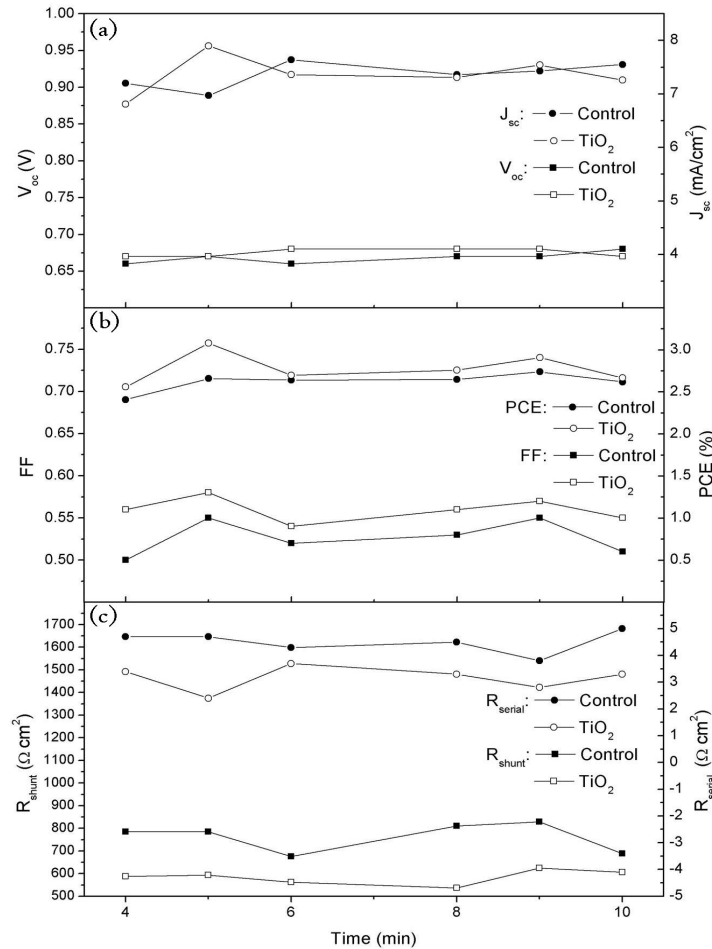 (a)
1.00
0.95
0.90
0.85
0.80
0.75
0.70
0.65
V_oc (V)
8
7
6
5
4
J_sc (mA/cm²)
J_sc: Control
TiO₂
V_oc: Control
TiO₂
(b)
0.75
0.70
0.65
0.60
0.55
0.50
FF
3.0
2.5
2.0
1.5
1.0
0.5
PCE (%)
PCE: Control
TiO₂
FF: Control
TiO₂
(c)
1700
1600
1500
1400
1300
1200
1100
1000
900
800
700
600
500
R_shunt (Ω cm²)
5
4
3
2
1
0
-1
-2
-3
-4
-5
R_serial (Ω cm²)
R_serial: Control
TiO₂
R_shunt: Control
TiO₂
4
6
8
10
Time (min)